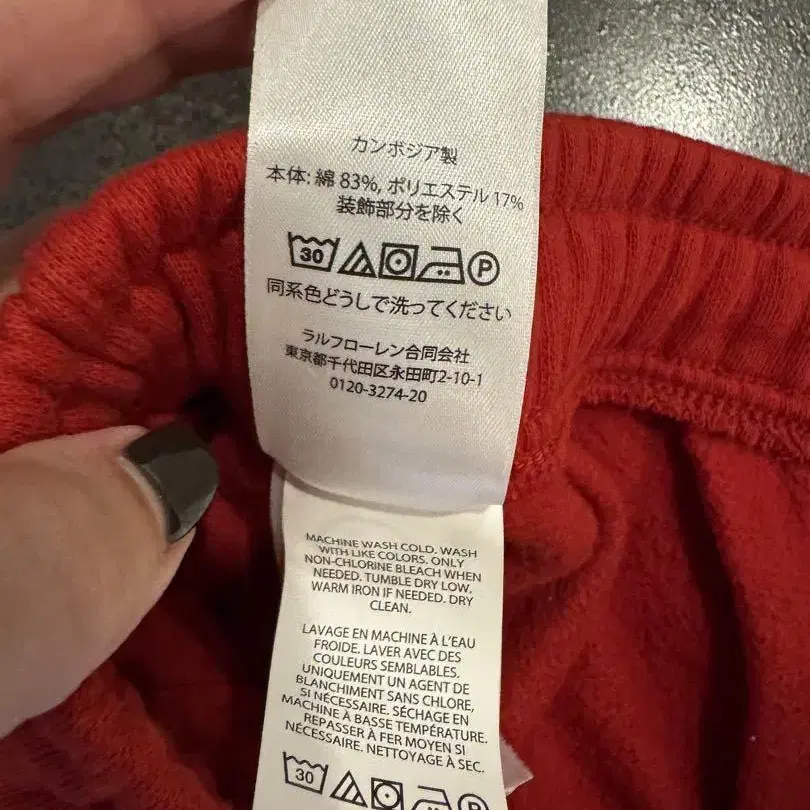 カンボジア製
本体: 綿 83%, ポリエステル 17%
装飾部分を除く
30 P
同系色どうしで洗ってください
ラルフローレン合同会社
東京都千代田区永田町2-10-1
0120-3274-20
MACHINE WASH COLD. WASH
WITH LIKE COLORS. ONLY
NON-CHLORINE BLEACH WHEN
NEEDED. TUMBLE DRY LOW.
WARM IRON IF NEEDED. DRY
CLEAN.
LAVAGE EN MACHINE À L'EAU
FROIDE. LAVER AVEC DES
COULEURS SEMBLABLES.
UNIQUEMENT UN AGENT DE
BLANCHIMENT SANS CHLORE,
SI NÉCESSAIRE. SÉCHAGE EN
MACHINE À BASSE TEMPÉRATURE.
REPASSER À FER MOYEN SI
NÉCESSAIRE. NETTOYAGE À SEC.
30 P